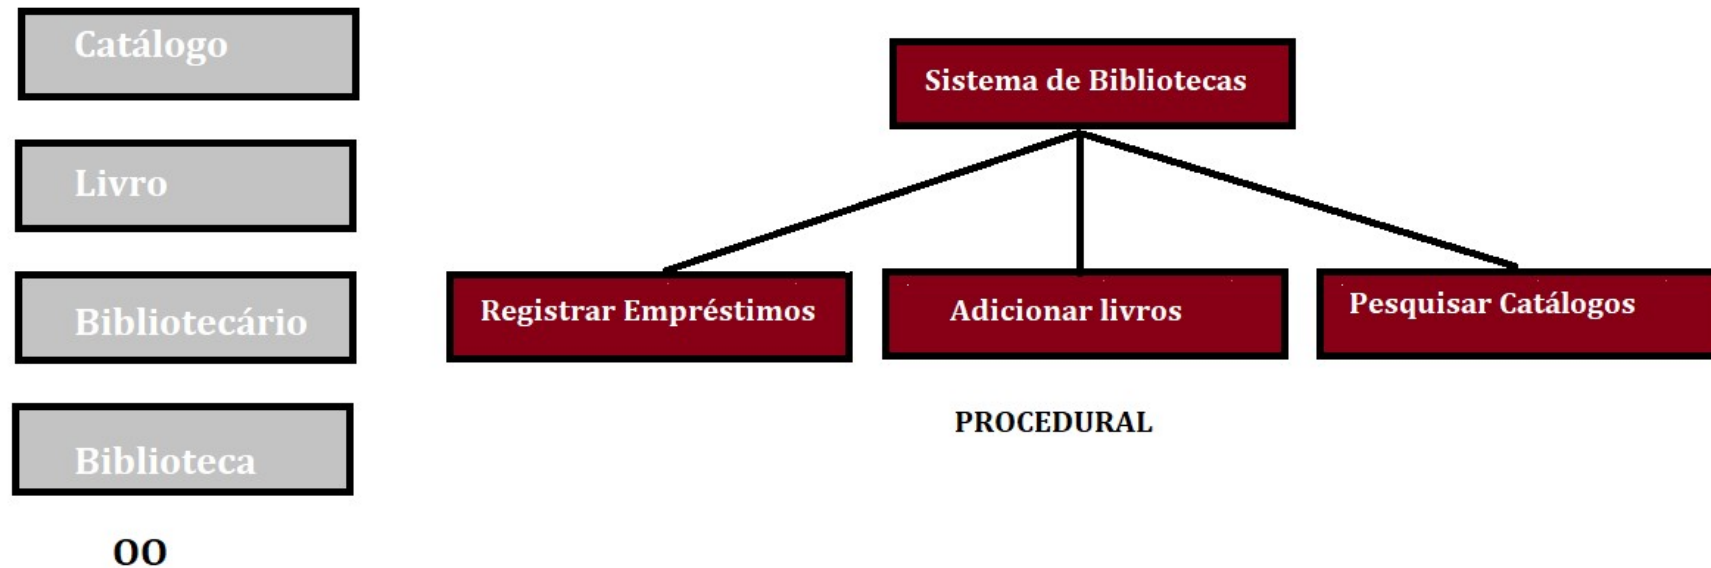 Catálogo
Livro
Bibliotecário
Biblioteca
OO
Sistema de Bibliotecas
Registrar Empréstimos
Adicionar livros
Pesquisar Catálogos
PROCEDURAL